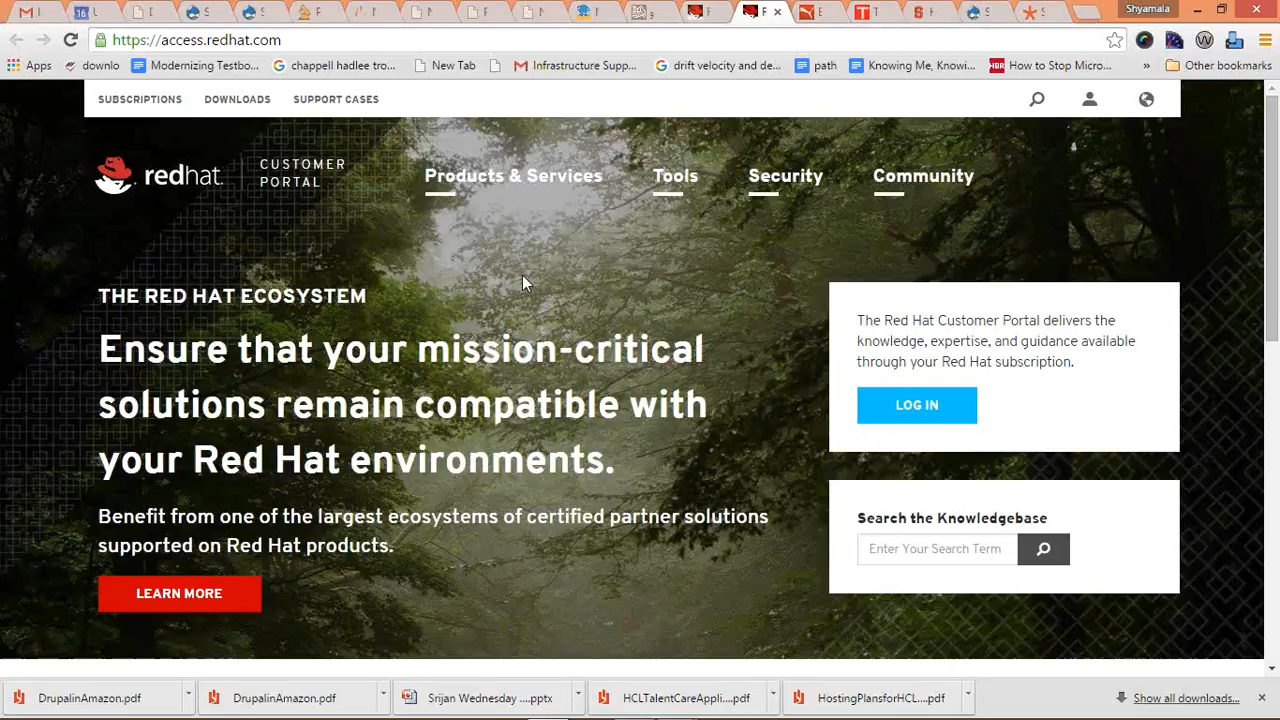 Shyamala
https://access.redhat.com
Apps downlo Modernizing Testbo... chappell hadlee tro... New Tab Infrastructure Supp... drift velocity and de... path Knowing Me, Knowi... HBR How to Stop Micro... » Other bookmarks
SUBSCRIPTIONS DOWNLOADS SUPPORT CASES
redhat. CUSTOMER
PORTAL
Products & Services Tools Security Community
THE RED HAT ECOSYSTEM
Ensure that your mission-critical
solutions remain compatible with
your Red Hat environments.
Benefit from one of the largest ecosystems of certified partner solutions
supported on Red Hat products.
LEARN MORE
The Red Hat Customer Portal delivers the
knowledge, expertise, and guidance available
through your Red Hat subscription.
LOG IN
Search the Knowledgebase
Enter Your Search Term
DrupalinAmazon.pdf DrupalinAmazon.pdf Srijan Wednesday ....pptx HCLTalentCareAppli....pdf HostingPlansforHCL....pdf Show all downloads...